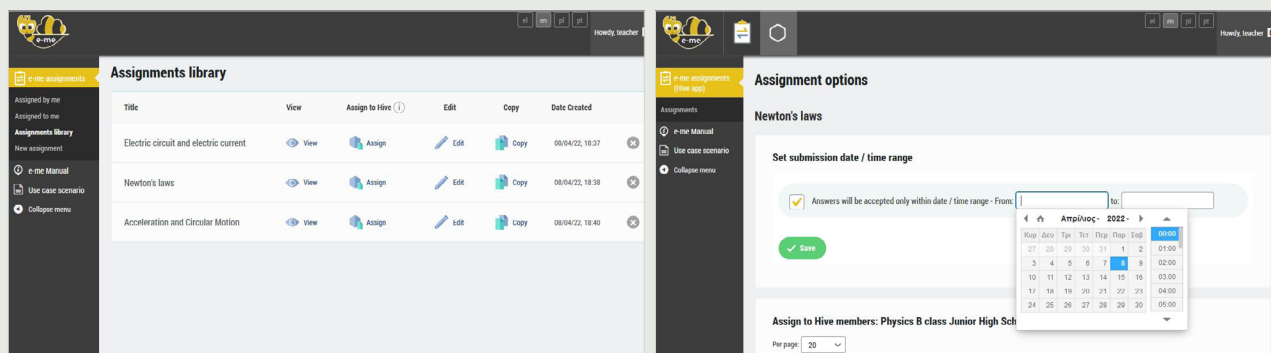 e-me
el en pl pt
Howdy, teacher
e-me assignments
Assigned by me
Assigned to me
Assignments library
New assignment
e-me Manual
Use case scenario
Collapse menu
Assignments library
Title View Assign to Hive i Edit Copy Date Created
Electric circuit and electric current View Assign Edit Copy 08/04/22, 18:37
Newton's laws View Assign Edit Copy 08/04/22, 18:38
Acceleration and Circular Motion View Assign Edit Copy 08/04/22, 18:40
e-me
el en pl pt
Howdy, teacher
e-me assignments
(Hive app)
Assignments
e-me Manual
Use case scenario
Collapse menu
Assignment options
Newton's laws
Set submission date / time range
Answers will be accepted only within date / time range - From: to:
Απρίλιος 2022
Κυρ Δευ Τρι Τετ Πεμ Παρ Σαβ 00:00
27 28 29 30 31 1 2 01:00
3 4 5 6 7 8 9 02:00
10 11 12 13 14 15 16 03:00
17 18 19 20 21 22 23 04:00
24 25 26 27 28 29 30 05:00
Save
Assign to Hive members: Physics B class Junior High Sch
Per page: 20